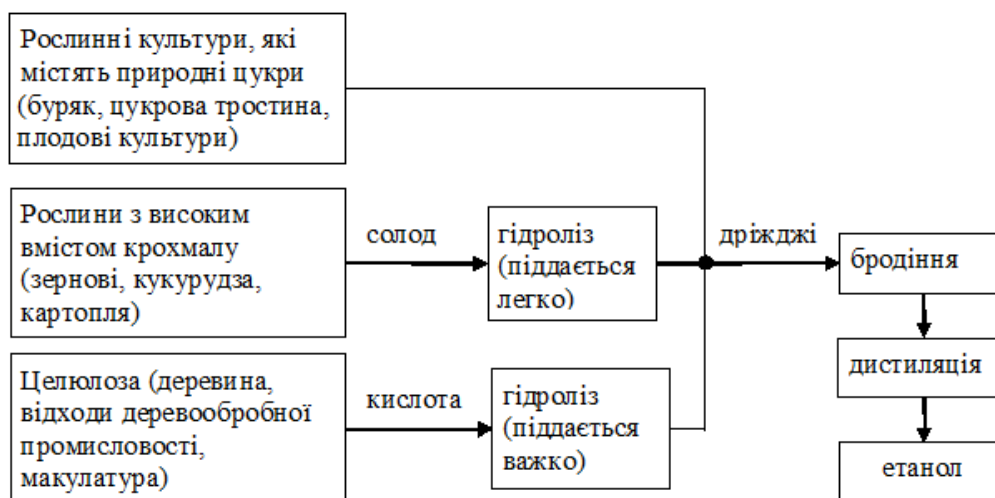 Рослинні культури, які
містять природні цукри
(буряк, цукрова тростина,
плодові культури)
Рослини з високим
вмістом крохмалу
(зернові, кукурудза,
картопля)
солод
гідроліз
(піддається
легко)
дріжджі
бродіння
дистиляція
етанол
Целюлоза (деревина,
відходи деревообробної
промисловості,
макулатура)
кислота
гідроліз
(піддається
важко)